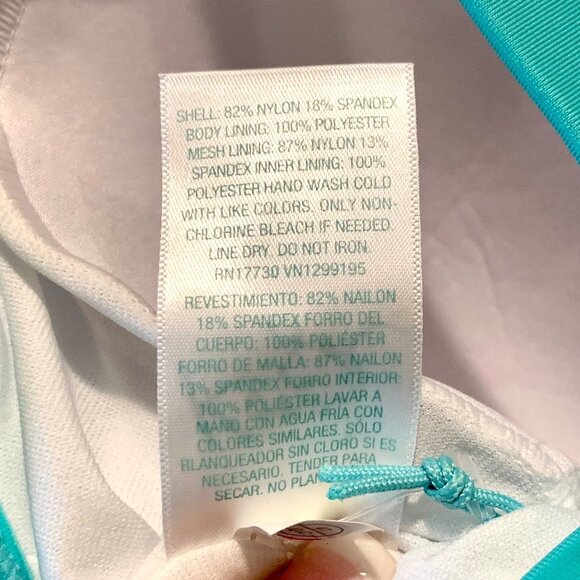 SHELL: 82% NYLON 18% SPANDEX
BODY LINING: 100% POLYESTER
MESH LINING: 87% NYLON 13%
SPANDEX INNER LINING: 100%
POLYESTER HAND WASH COLD
WITH LIKE COLORS. ONLY NON-
CHLORINE BLEACH IF NEEDED.
LINE DRY. DO NOT IRON.
RN17730 VN1299195
REVESTIMIENTO: 82% NAILON
18% SPANDEX FORRO DEL
CUERPO: 100% POLIÉSTER
FORRO DE MALLA: 87% NAILON
13% SPANDEX FORRO INTERIOR:
100% POLIÉSTER LAVAR A
MANO CON AGUA FRÍA CON
COLORES SIMILARES. SÓLO
BLANQUEADOR SIN CLORO SI ES
NECESARIO. TENDER PARA
SECAR. NO PLAN